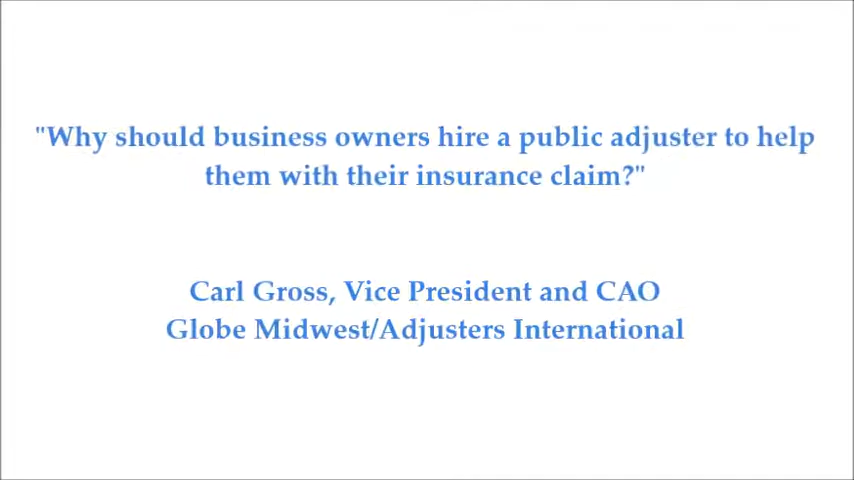 "Why should business owners hire a public adjuster to help
them with their insurance claim?"
Carl Gross, Vice President and CAO
Globe Midwest/Adjusters International